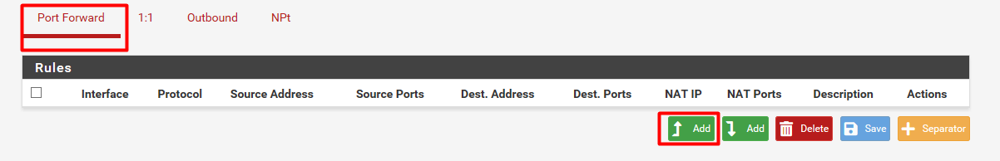 Port Forward 1:1 Outbound NPt
Rules
Interface Protocol Source Address Source Ports Dest. Address Dest. Ports NAT IP NAT Ports Description Actions
Add Add Delete Save Separator